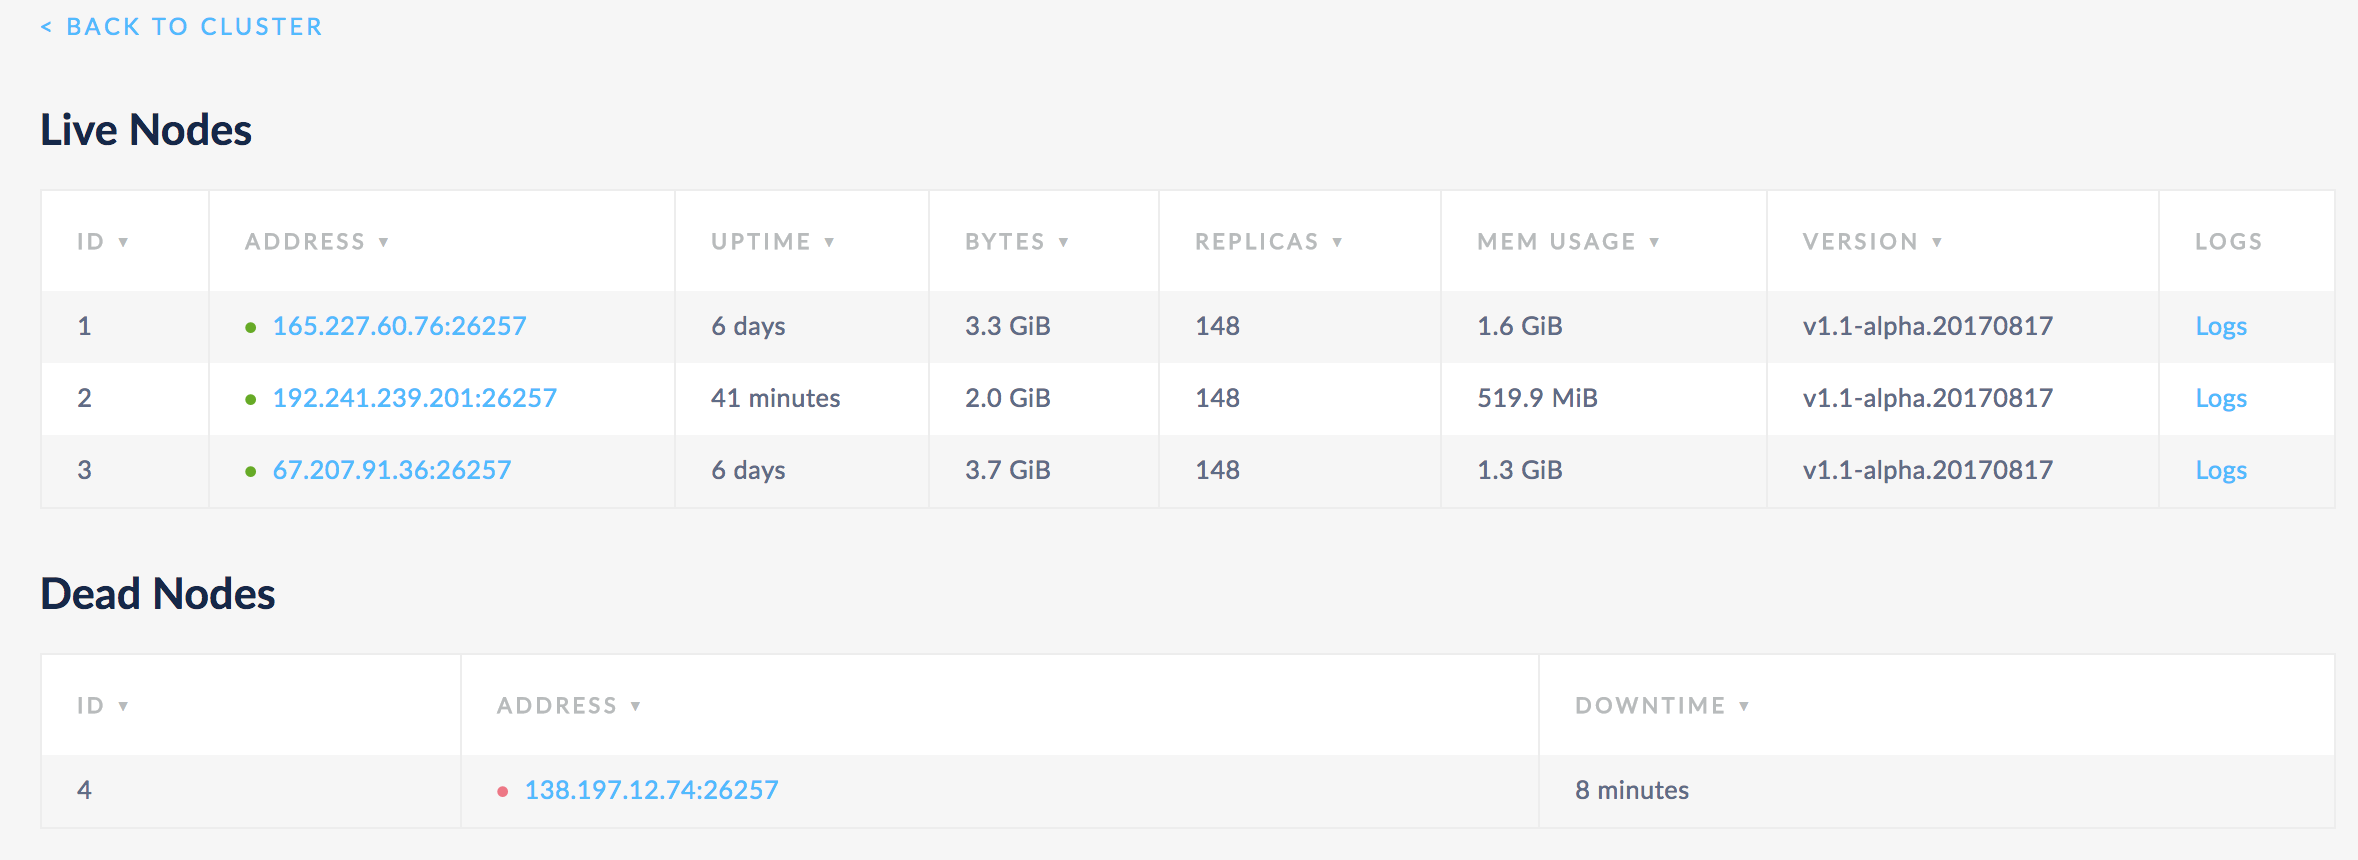 < BACK TO CLUSTER
Live Nodes
ID ▼ ADDRESS ▼ UPTIME ▼ BYTES ▼ REPLICAS ▼ MEM USAGE ▼ VERSION ▼ LOGS
1 165.227.60.76:26257 6 days 3.3 GiB 148 1.6 GiB v1.1-alpha.20170817 Logs
2 192.241.239.201:26257 41 minutes 2.0 GiB 148 519.9 MiB v1.1-alpha.20170817 Logs
3 67.207.91.36:26257 6 days 3.7 GiB 148 1.3 GiB v1.1-alpha.20170817 Logs
Dead Nodes
ID ▼ ADDRESS ▼ DOWNTIME ▼
4 138.197.12.74:26257 8 minutes